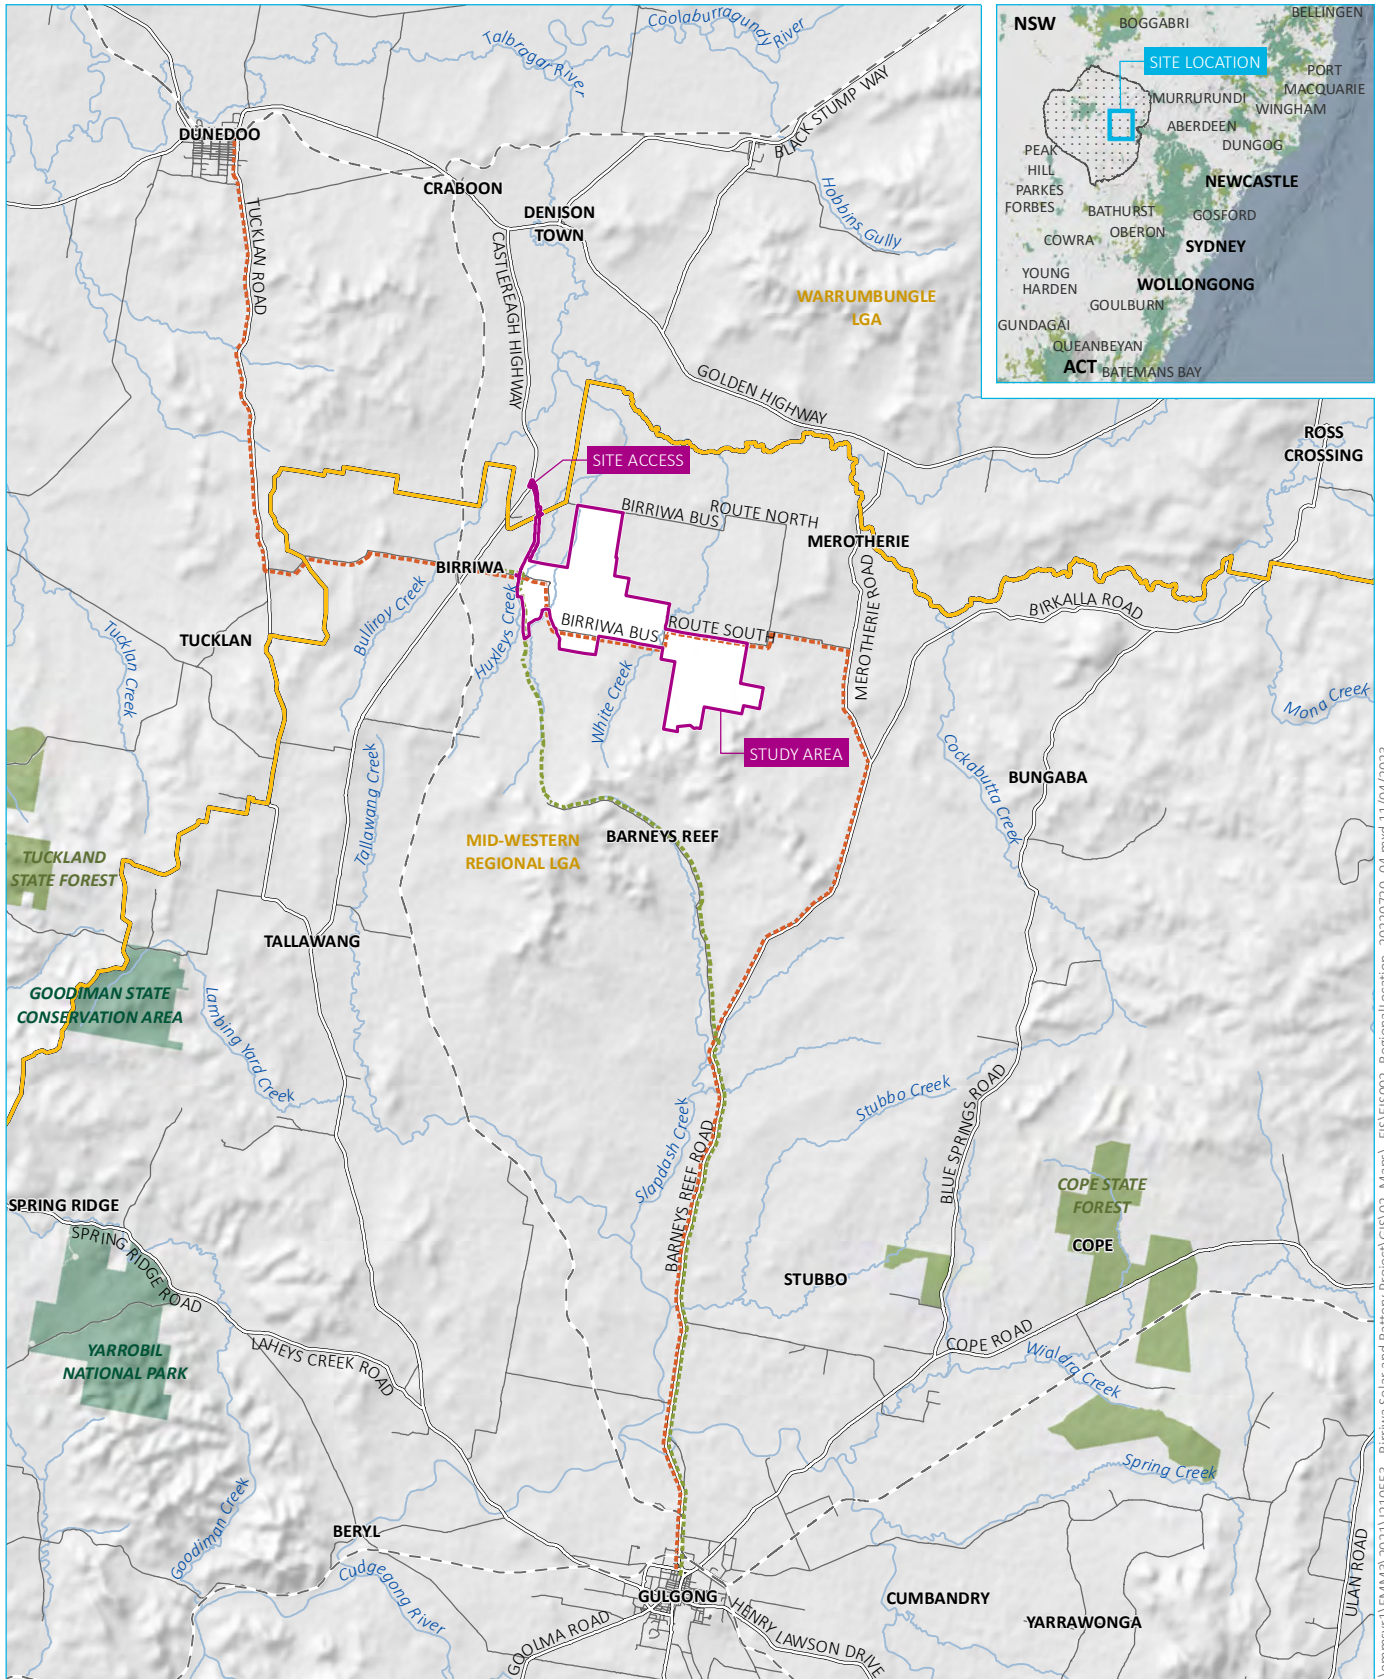 Coolaburragundy River
Talbragar River
DUNEDOO
BLACK STUMP WAY
CRABOON
DENISON
TOWN
Hobbins Gully
TUCKLAN ROAD
CASTLEREAGH HIGHWAY
WARRUMBUNGLE
LGA
GOLDEN HIGHWAY
NSW
BOGGABRI
BELLINGEN
SITE LOCATION
PORT
MACQUARIE
MURRURUNDI
WINGHAM
ABERDEEN
DUNGOG
PEAK
HILL
NEWCASTLE
PARKES
FORBES
BATHURST
GOSFORD
OBERON
COWRA
SYDNEY
YOUNG
HARDEN
WOLLONGONG
GOULBURN
GUNDAGAI
QUEANBEYAN
ACT
BATEMANS BAY
ROSS
CROSSING
SITE ACCESS
BIRRIWA BUS
ROUTE NORTH
MEROTHERIE
BIRRIWA
MEROTHERIE ROAD
BIRKALLA ROAD
Bulliroy Creek
Huxleys Creek
BIRRIWA BUS
ROUTE SOUTH
TUCKLAN
Tucklan Creek
White Creek
Mona Creek
STUDY AREA
Cockabutta Creek
BUNGABA
Tallawang Creek
MID-WESTERN
REGIONAL LGA
BARNEYS REEF
TUCKLAND
STATE FOREST
TALLAWANG
GOODIMAN STATE
CONSERVATION AREA
Lambing Yard Creek
Stubbo Creek
BLUE SPRINGS ROAD
Slapdash Creek
BARNEYS REEF ROAD
COPE STATE
FOREST
COPE
SPRING RIDGE
SPRING RIDGE ROAD
STUBBO
LAHEYS CREEK ROAD
COPE ROAD
Wialdra Creek
YARROBIL
NATIONAL PARK
Spring Creek
Goodiman Creek
BERYL
Cudgegong River
GULGONG
GOOLMA ROAD
HENRY LAWSON DRIVE
CUMBANDRY
YARRAWONGA
ULAN ROAD